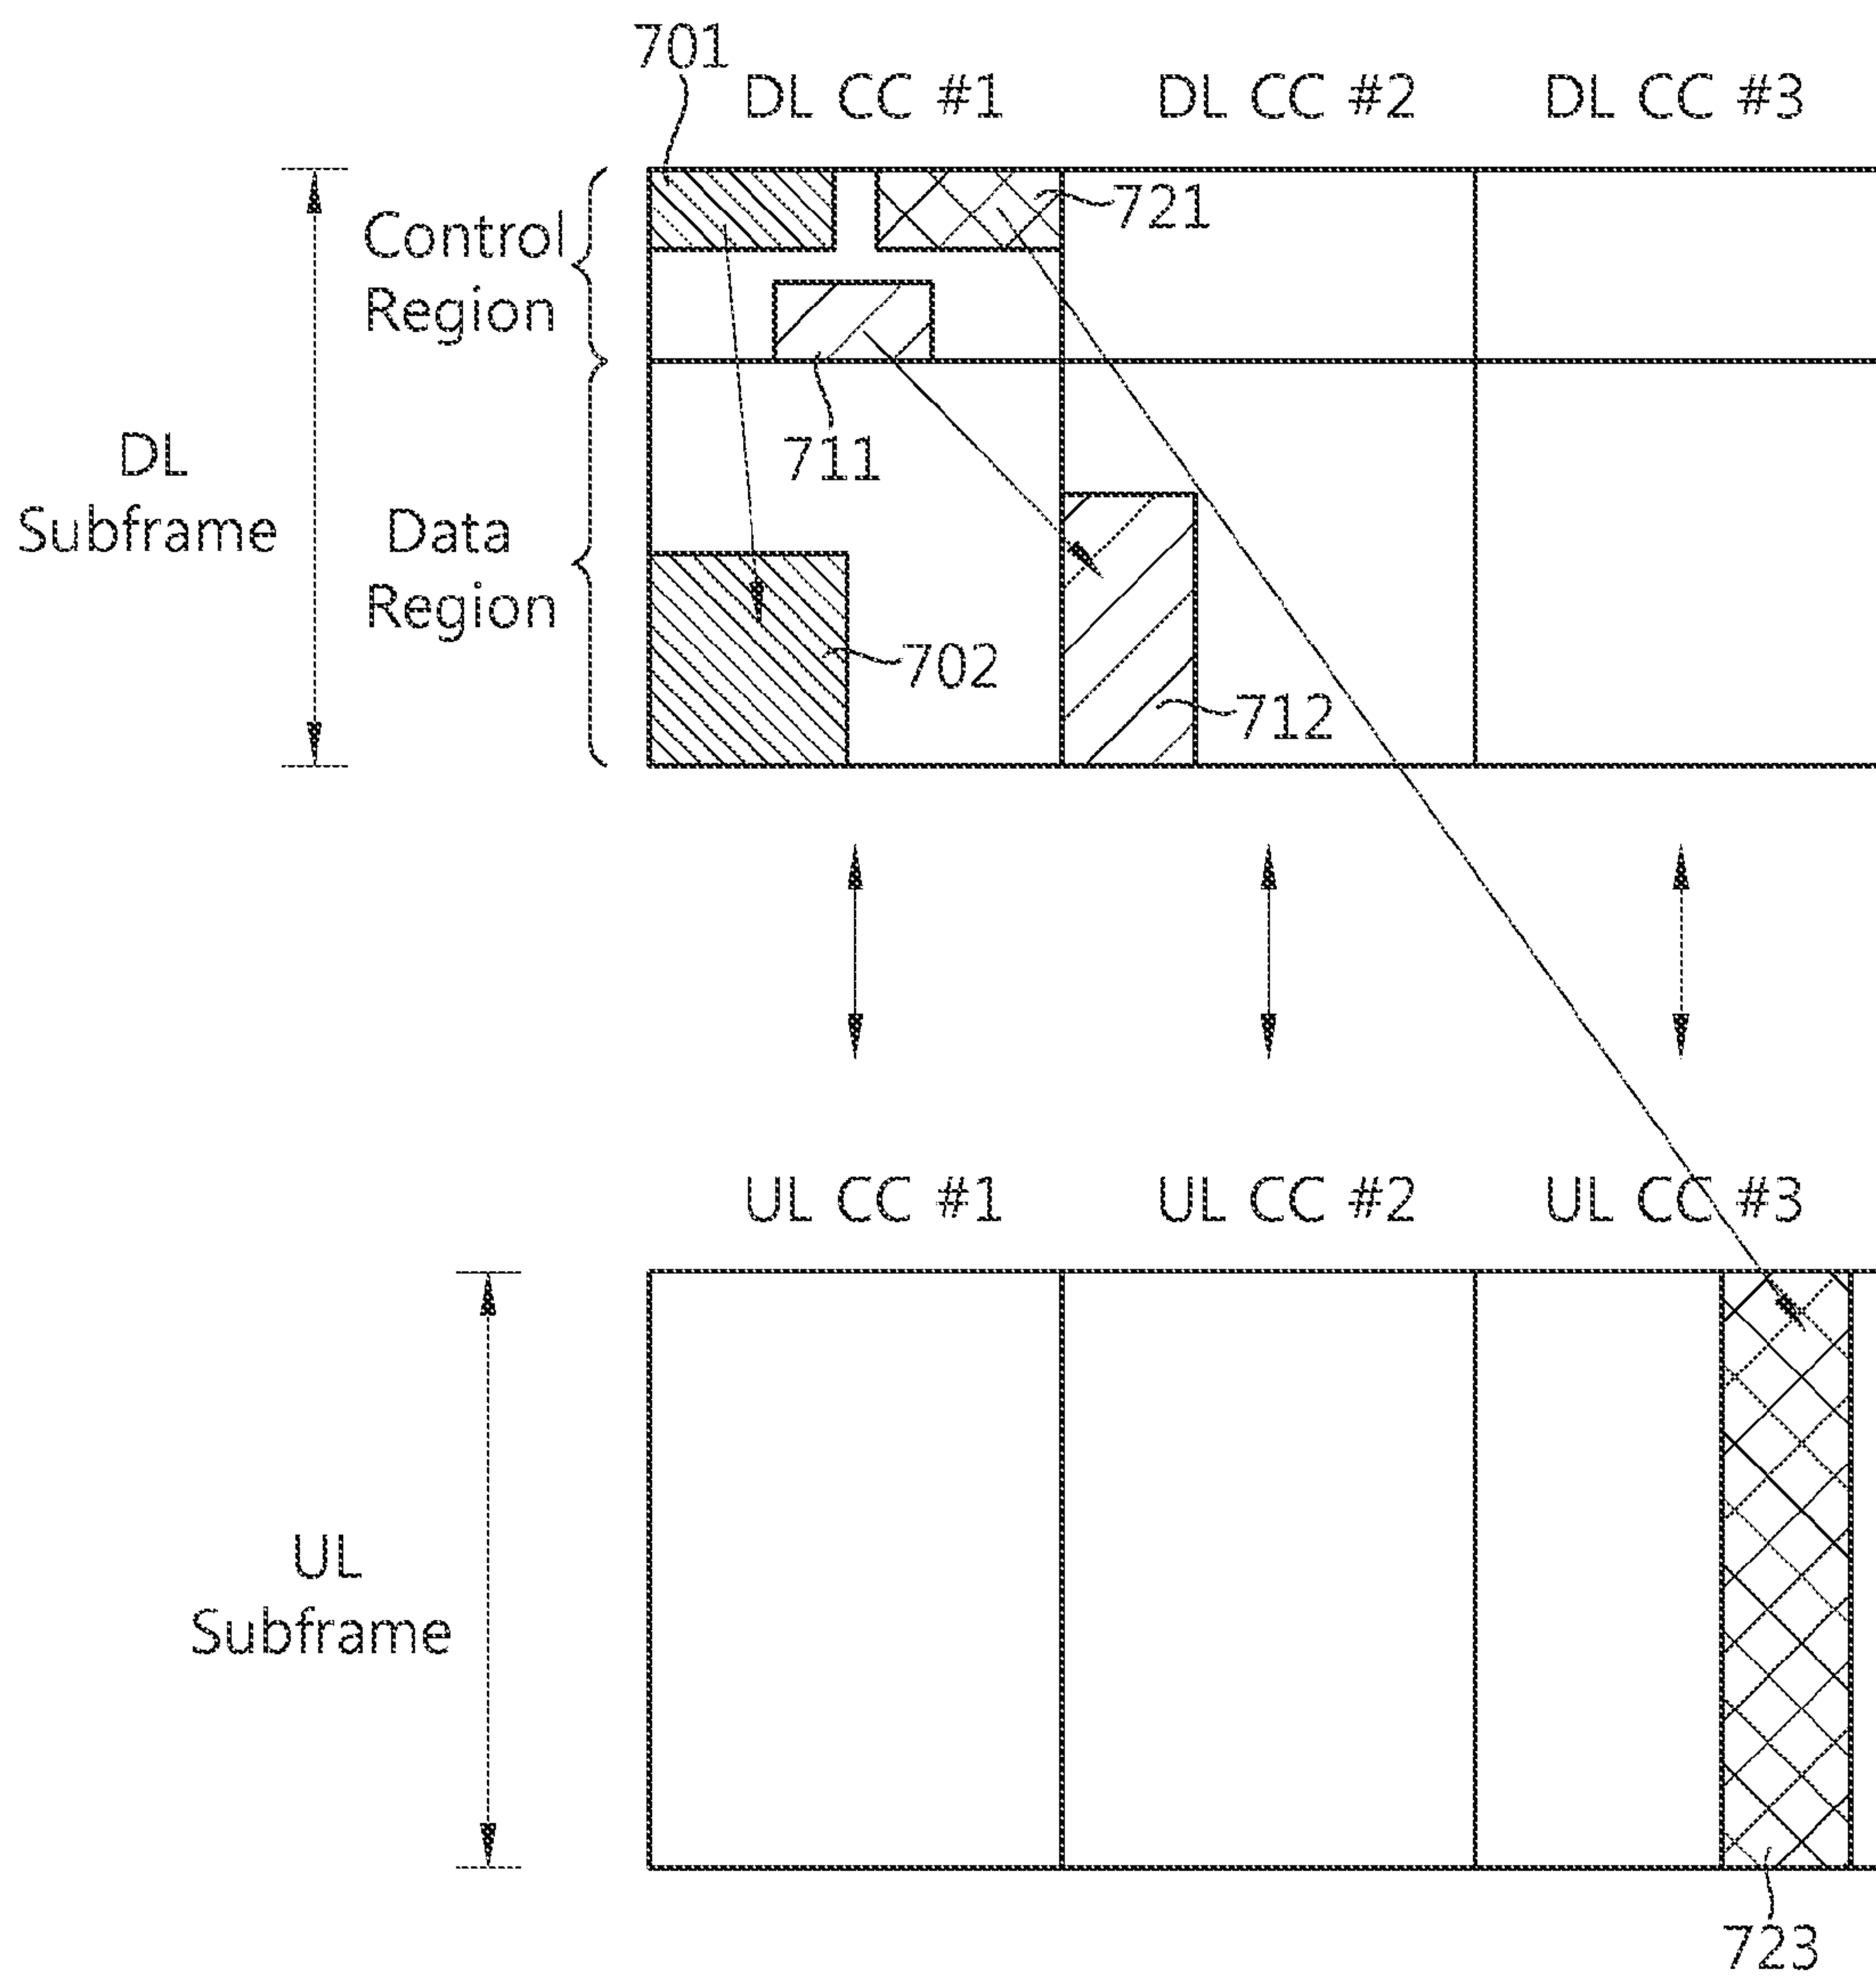 701
DL CC #1
DL CC #2
DL CC #3
721
Control
Region
711
DL
Subframe
Data
Region
702
712
UL CC #1
UL CC #2
UL CC #3
UL
Subframe
723